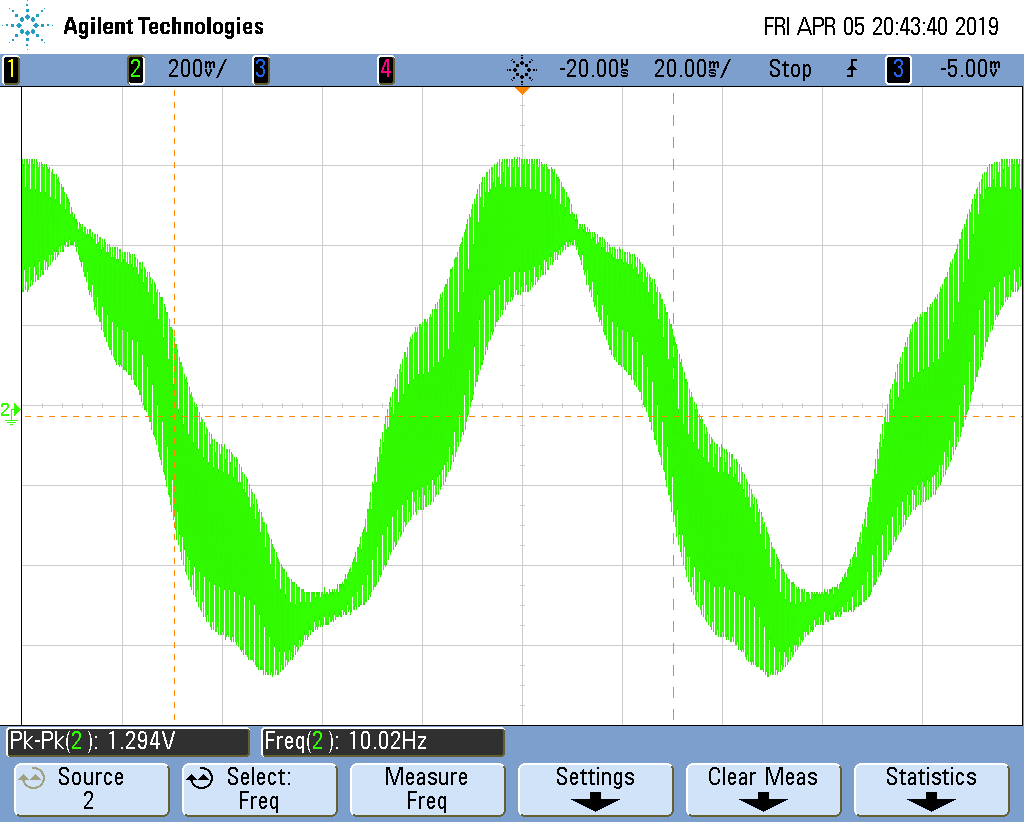 Agilent Technologies FRI APR 05 20:43:40 2019
1 2 200mV/ 3 4 -20.00µs 20.00ms/ Stop 3 -5.00V
2
Pk-Pk(2): 1.294V Freq(2): 10.02Hz
Source Select: Measure Settings Clear Meas Statistics
2 Freq Freq